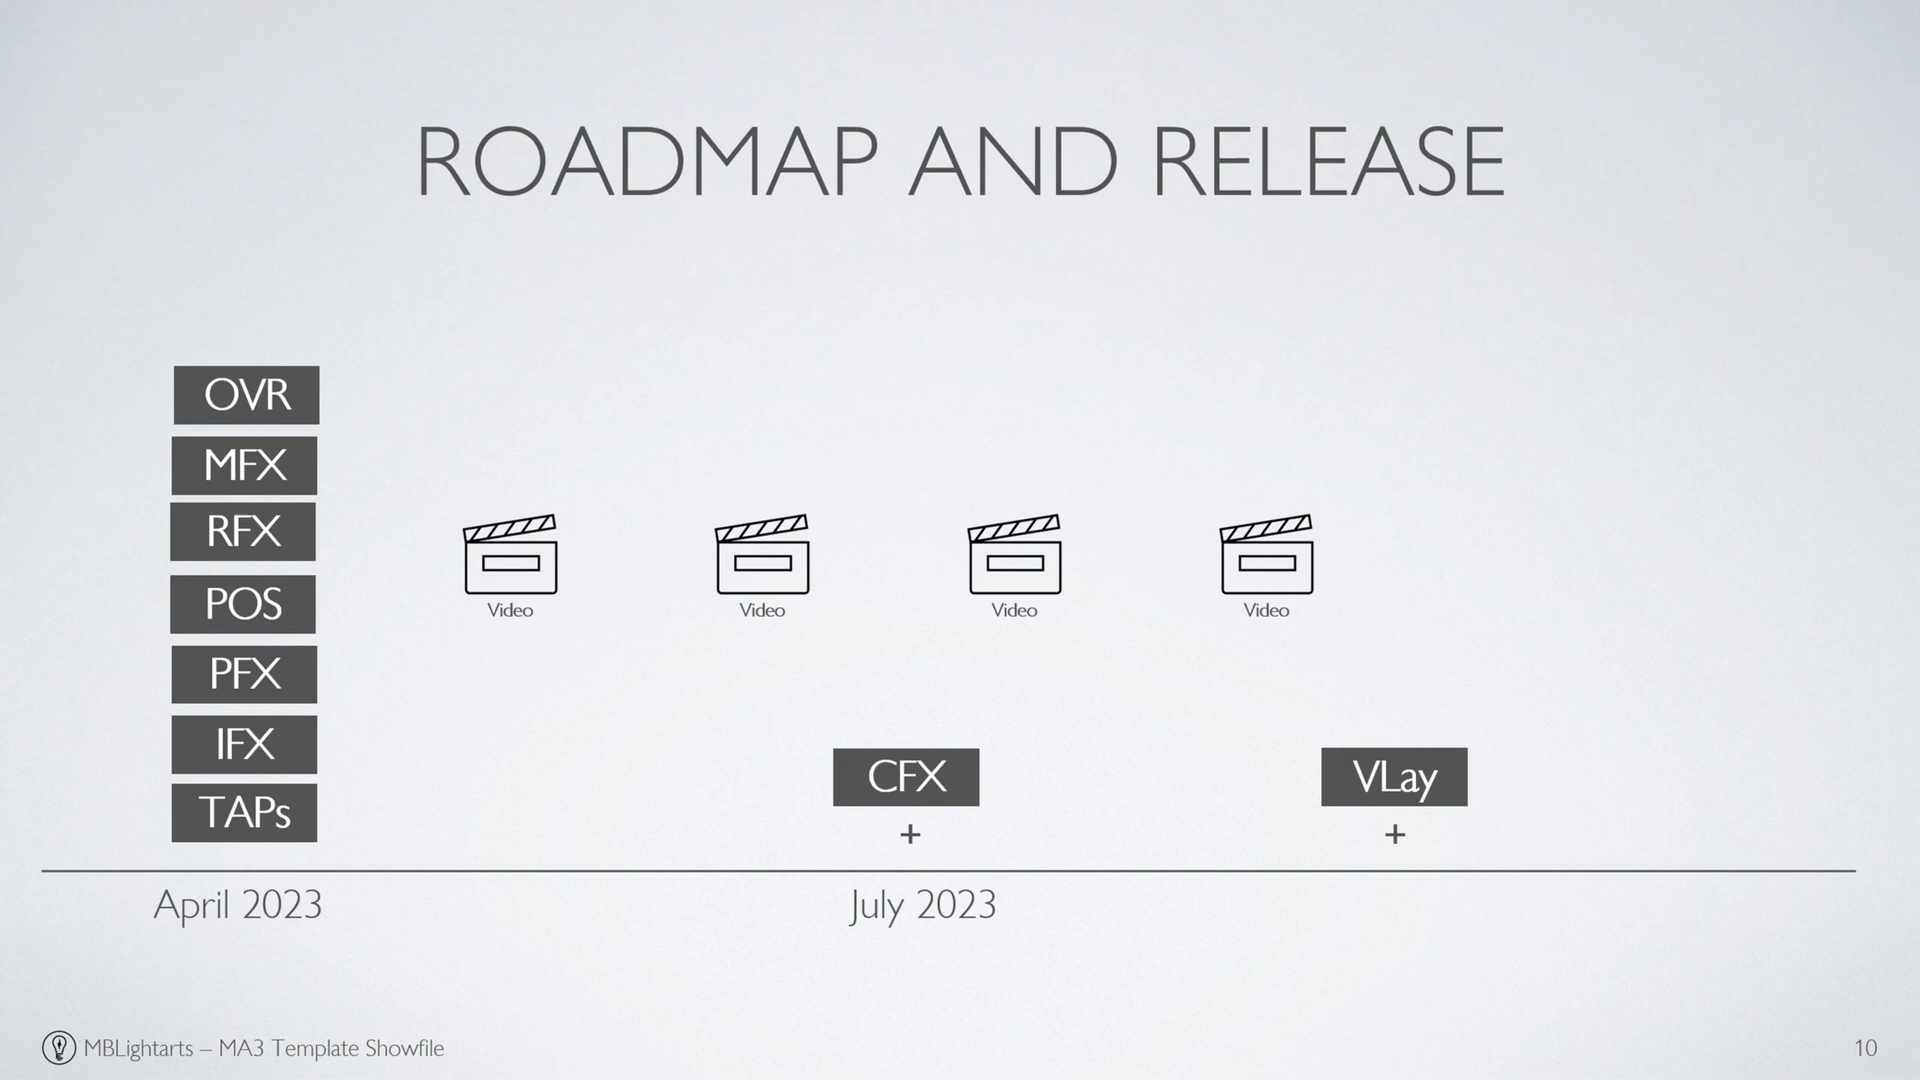 ROADMAP AND RELEASE
OVR
MFX
RFX
POS
PFX
IFX
TAPs
Video
Video
Video
Video
CFX
+
VLay
+
April 2023
July 2023
MBLightarts – MA3 Template Showfile
10